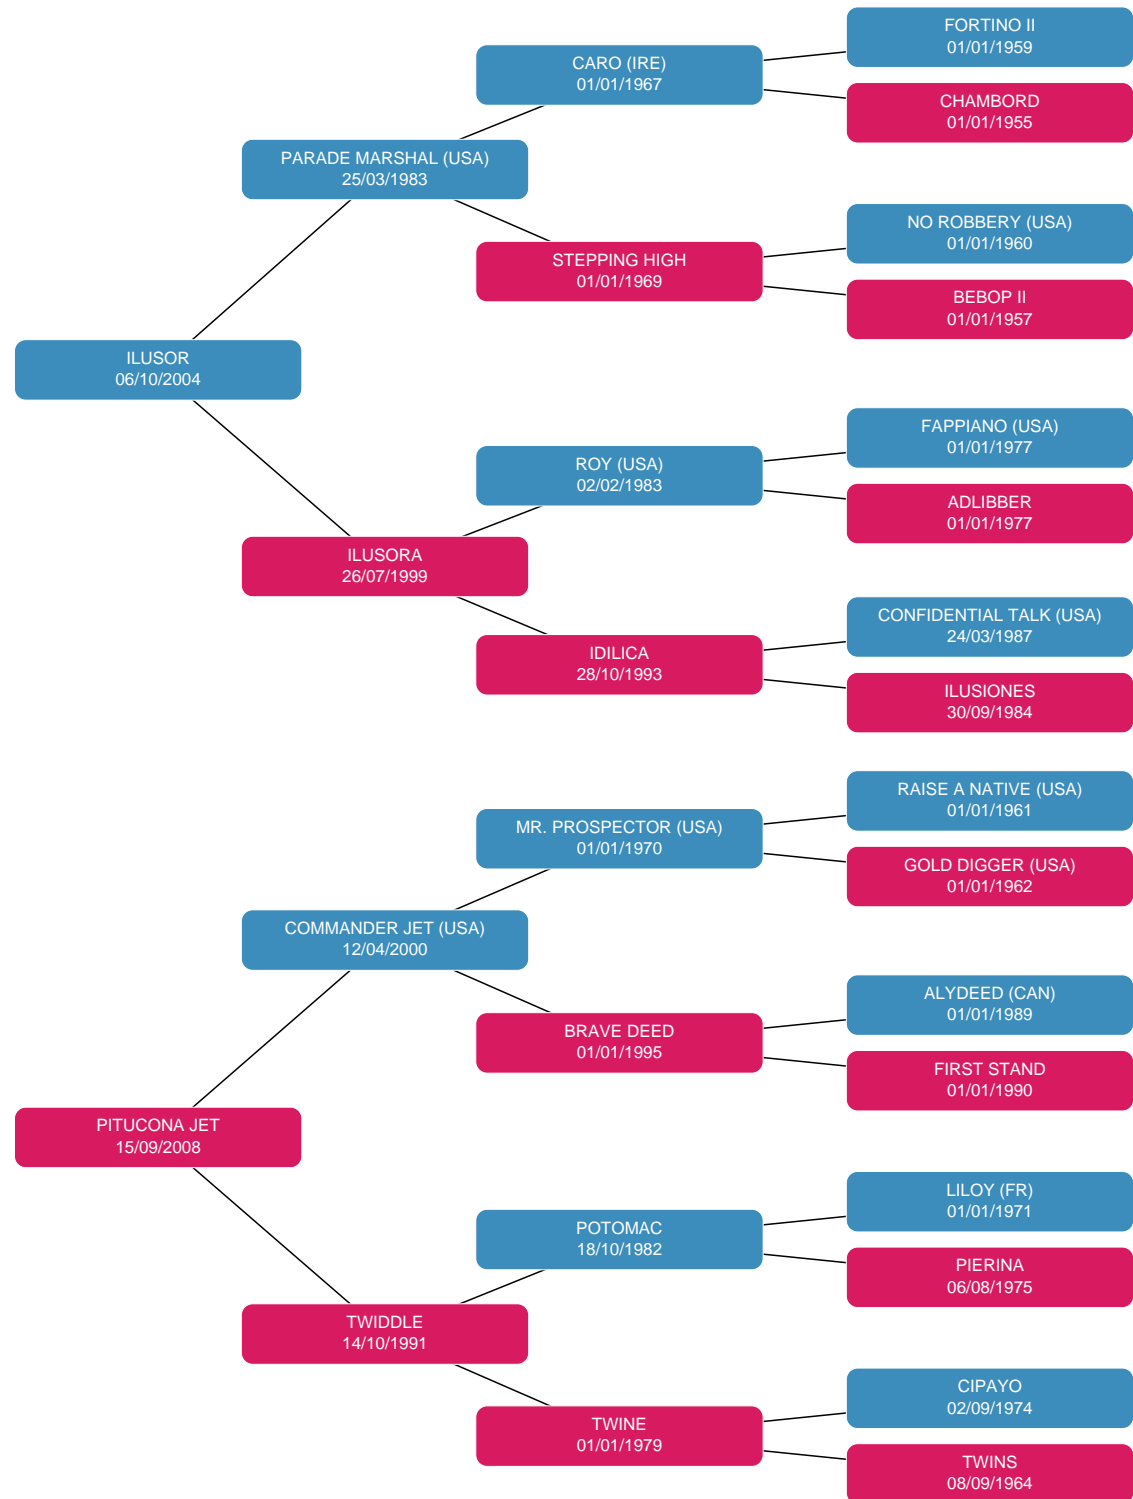 FORTINO II
01/01/1959
CARO (IRE)
01/01/1967
CHAMBORD
01/01/1955
PARADE MARSHAL (USA)
25/03/1983
NO ROBBERY (USA)
01/01/1960
STEPPING HIGH
01/01/1969
BEBOP II
01/01/1957
ILUSOR
06/10/2004
FAPPIANO (USA)
01/01/1977
ROY (USA)
02/02/1983
ADLIBBER
01/01/1977
ILUSORA
26/07/1999
CONFIDENTIAL TALK (USA)
24/03/1987
IDILICA
28/10/1993
ILUSIONES
30/09/1984
RAISE A NATIVE (USA)
01/01/1961
MR. PROSPECTOR (USA)
01/01/1970
GOLD DIGGER (USA)
01/01/1962
COMMANDER JET (USA)
12/04/2000
ALYDEED (CAN)
01/01/1989
BRAVE DEED
01/01/1995
FIRST STAND
01/01/1990
PITUCONA JET
15/09/2008
LILOY (FR)
01/01/1971
POTOMAC
18/10/1982
PIERINA
06/08/1975
TWIDDLE
14/10/1991
CIPAYO
02/09/1974
TWINE
01/01/1979
TWINS
08/09/1964